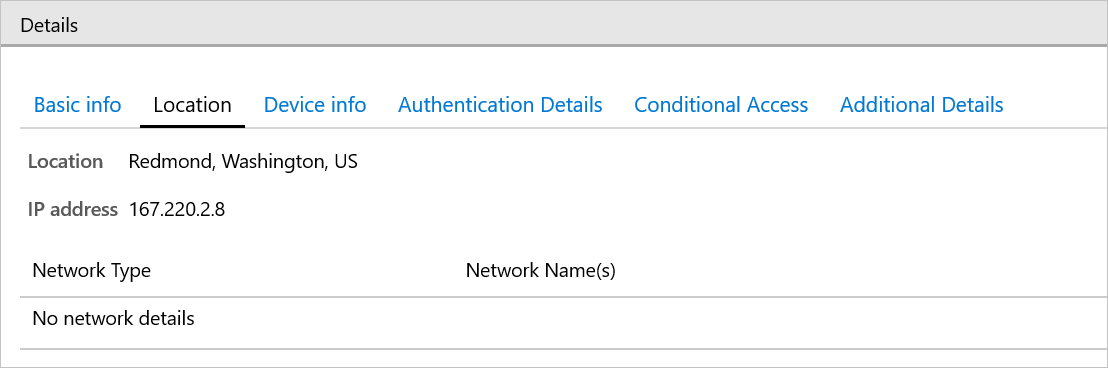 Details
Basic info Location Device info Authentication Details Conditional Access Additional Details
Location Redmond, Washington, US
IP address 167.220.2.8
Network Type Network Name(s)
No network details